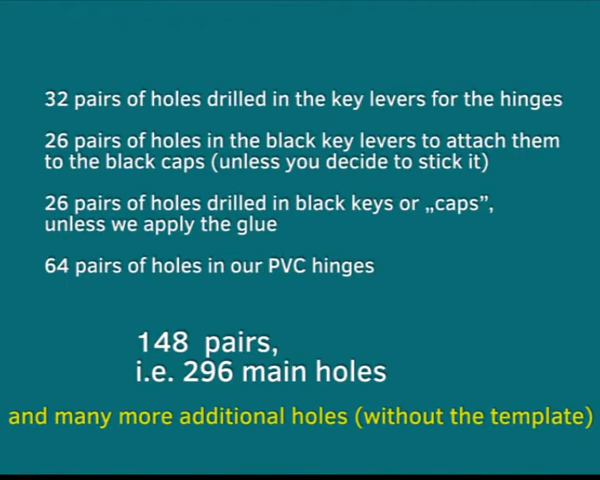 32 pairs of holes drilled in the key levers for the hinges
26 pairs of holes in the black key levers to attach them
to the black caps (unless you decide to stick it)
26 pairs of holes drilled in black keys or „caps”,
unless we apply the glue
64 pairs of holes in our PVC hinges
148 pairs,
i.e. 296 main holes
and many more additional holes (without the template)